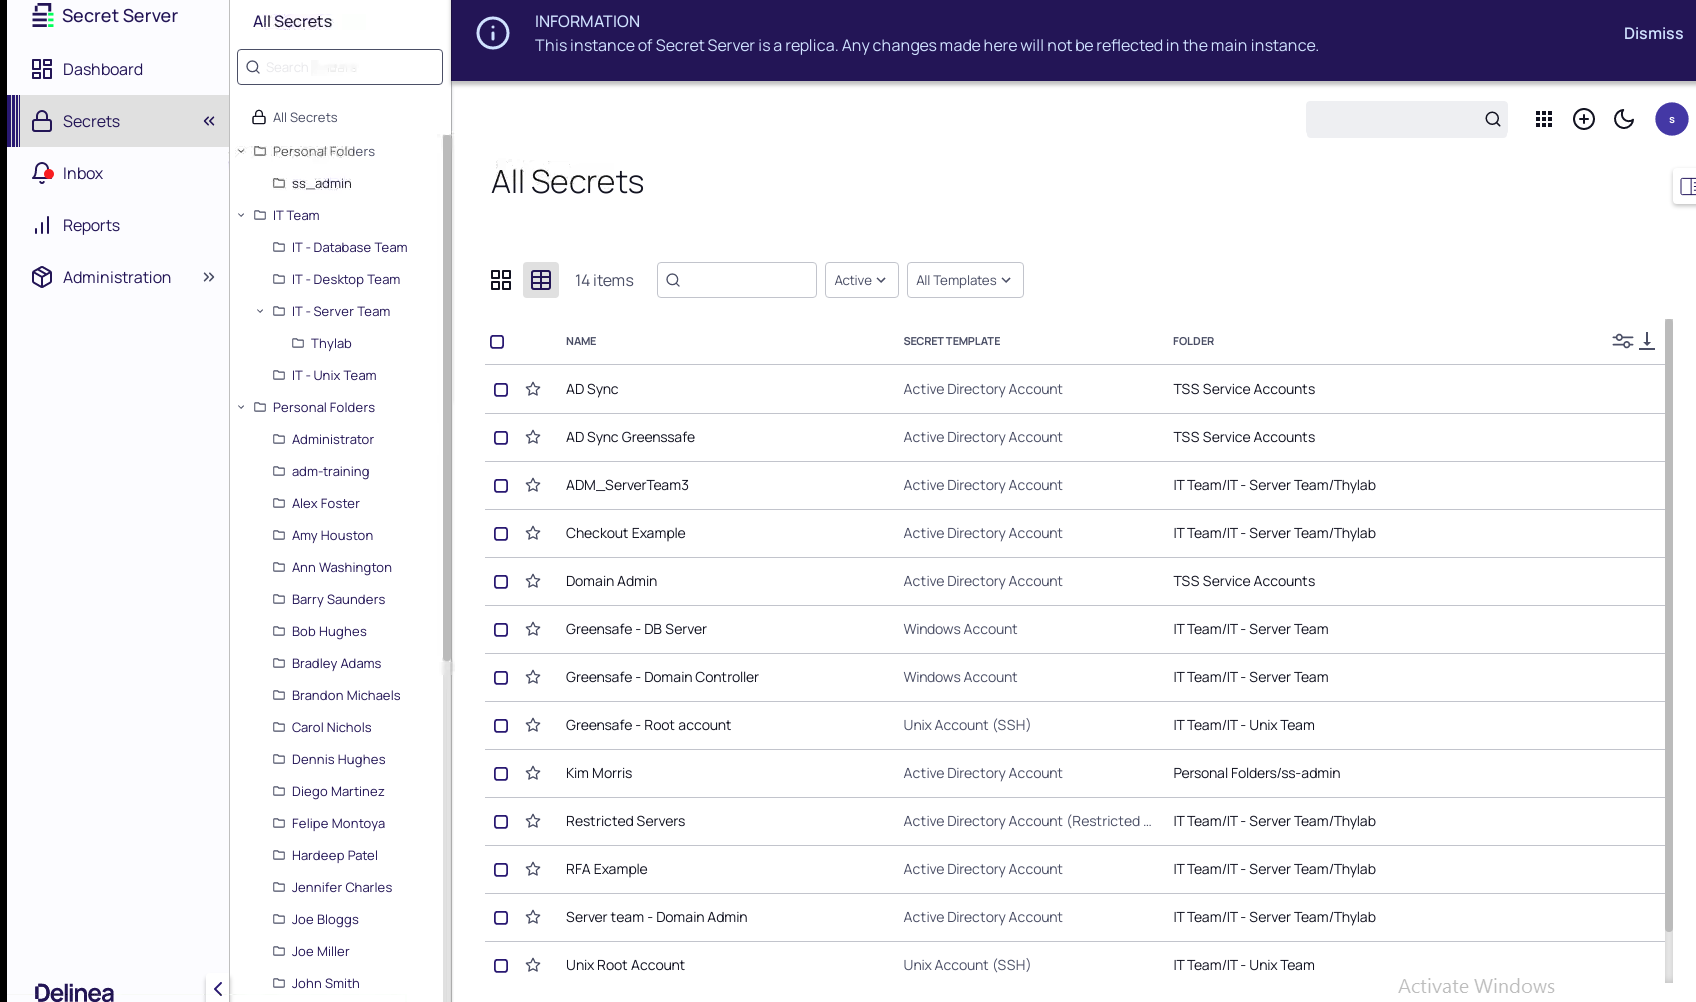 Secret Server
Dashboard
Secrets
Inbox
Reports
Administration
Delinea
All Secrets
Search
All Secrets
Personal Folders
ss_admin
IT Team
IT - Database Team
IT - Desktop Team
IT - Server Team
Thylab
IT - Unix Team
Personal Folders
Administrator
adm-training
Alex Foster
Amy Houston
Ann Washington
Barry Saunders
Bob Hughes
Bradley Adams
Brandon Michaels
Carol Nichols
Dennis Hughes
Diego Martinez
Felipe Montoya
Hardeep Patel
Jennifer Charles
Joe Bloggs
Joe Miller
John Smith
INFORMATION
This instance of Secret Server is a replica. Any changes made here will not be reflected in the main instance.
Dismiss
s
All Secrets
14 items Active All Templates
NAME SECRET TEMPLATE FOLDER
AD Sync Active Directory Account TSS Service Accounts
AD Sync Greenssafe Active Directory Account TSS Service Accounts
ADM_ServerTeam3 Active Directory Account IT Team/IT - Server Team/Thylab
Checkout Example Active Directory Account IT Team/IT - Server Team/Thylab
Domain Admin Active Directory Account TSS Service Accounts
Greensafe - DB Server Windows Account IT Team/IT - Server Team
Greensafe - Domain Controller Windows Account IT Team/IT - Server Team
Greensafe - Root account Unix Account (SSH) IT Team/IT - Unix Team
Kim Morris Active Directory Account Personal Folders/ss-admin
Restricted Servers Active Directory Account (Restricted ... IT Team/IT - Server Team/Thylab
RFA Example Active Directory Account IT Team/IT - Server Team/Thylab
Server team - Domain Admin Active Directory Account IT Team/IT - Server Team/Thylab
Unix Root Account Unix Account (SSH) IT Team/IT - Unix Team
Activate Windows